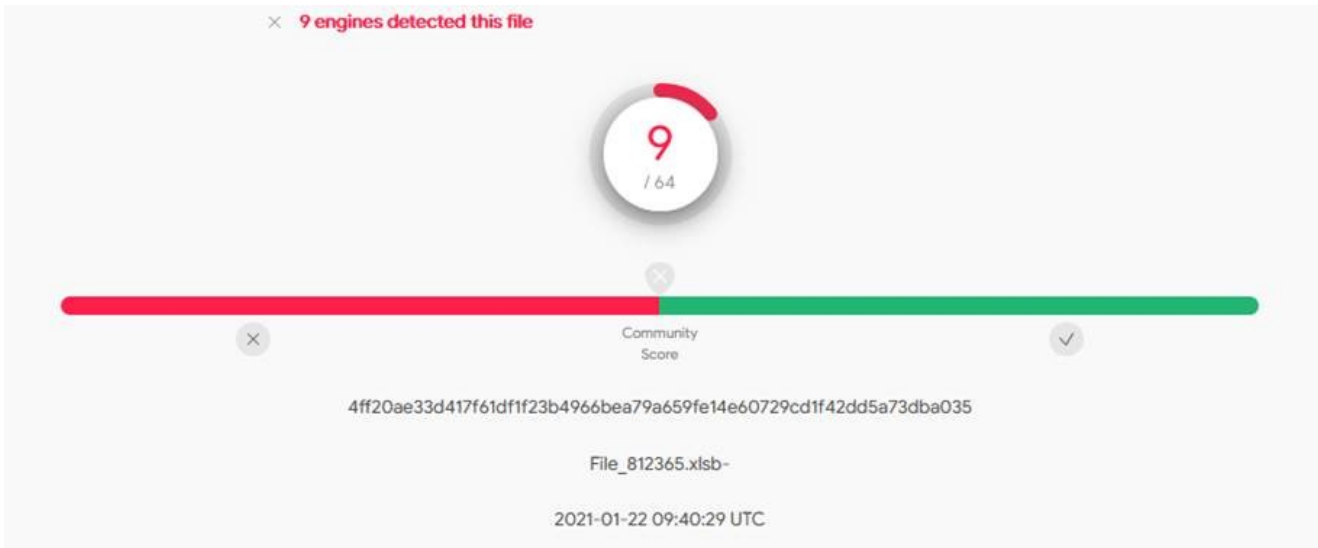 9 engines detected this file
9
/ 64
Community
Score
4ff20ae33d417f61df1f23b4966bea79a659fe14e60729cd1f42dd5a73dba035
File_812365.xlsb-
2021-01-22 09:40:29 UTC